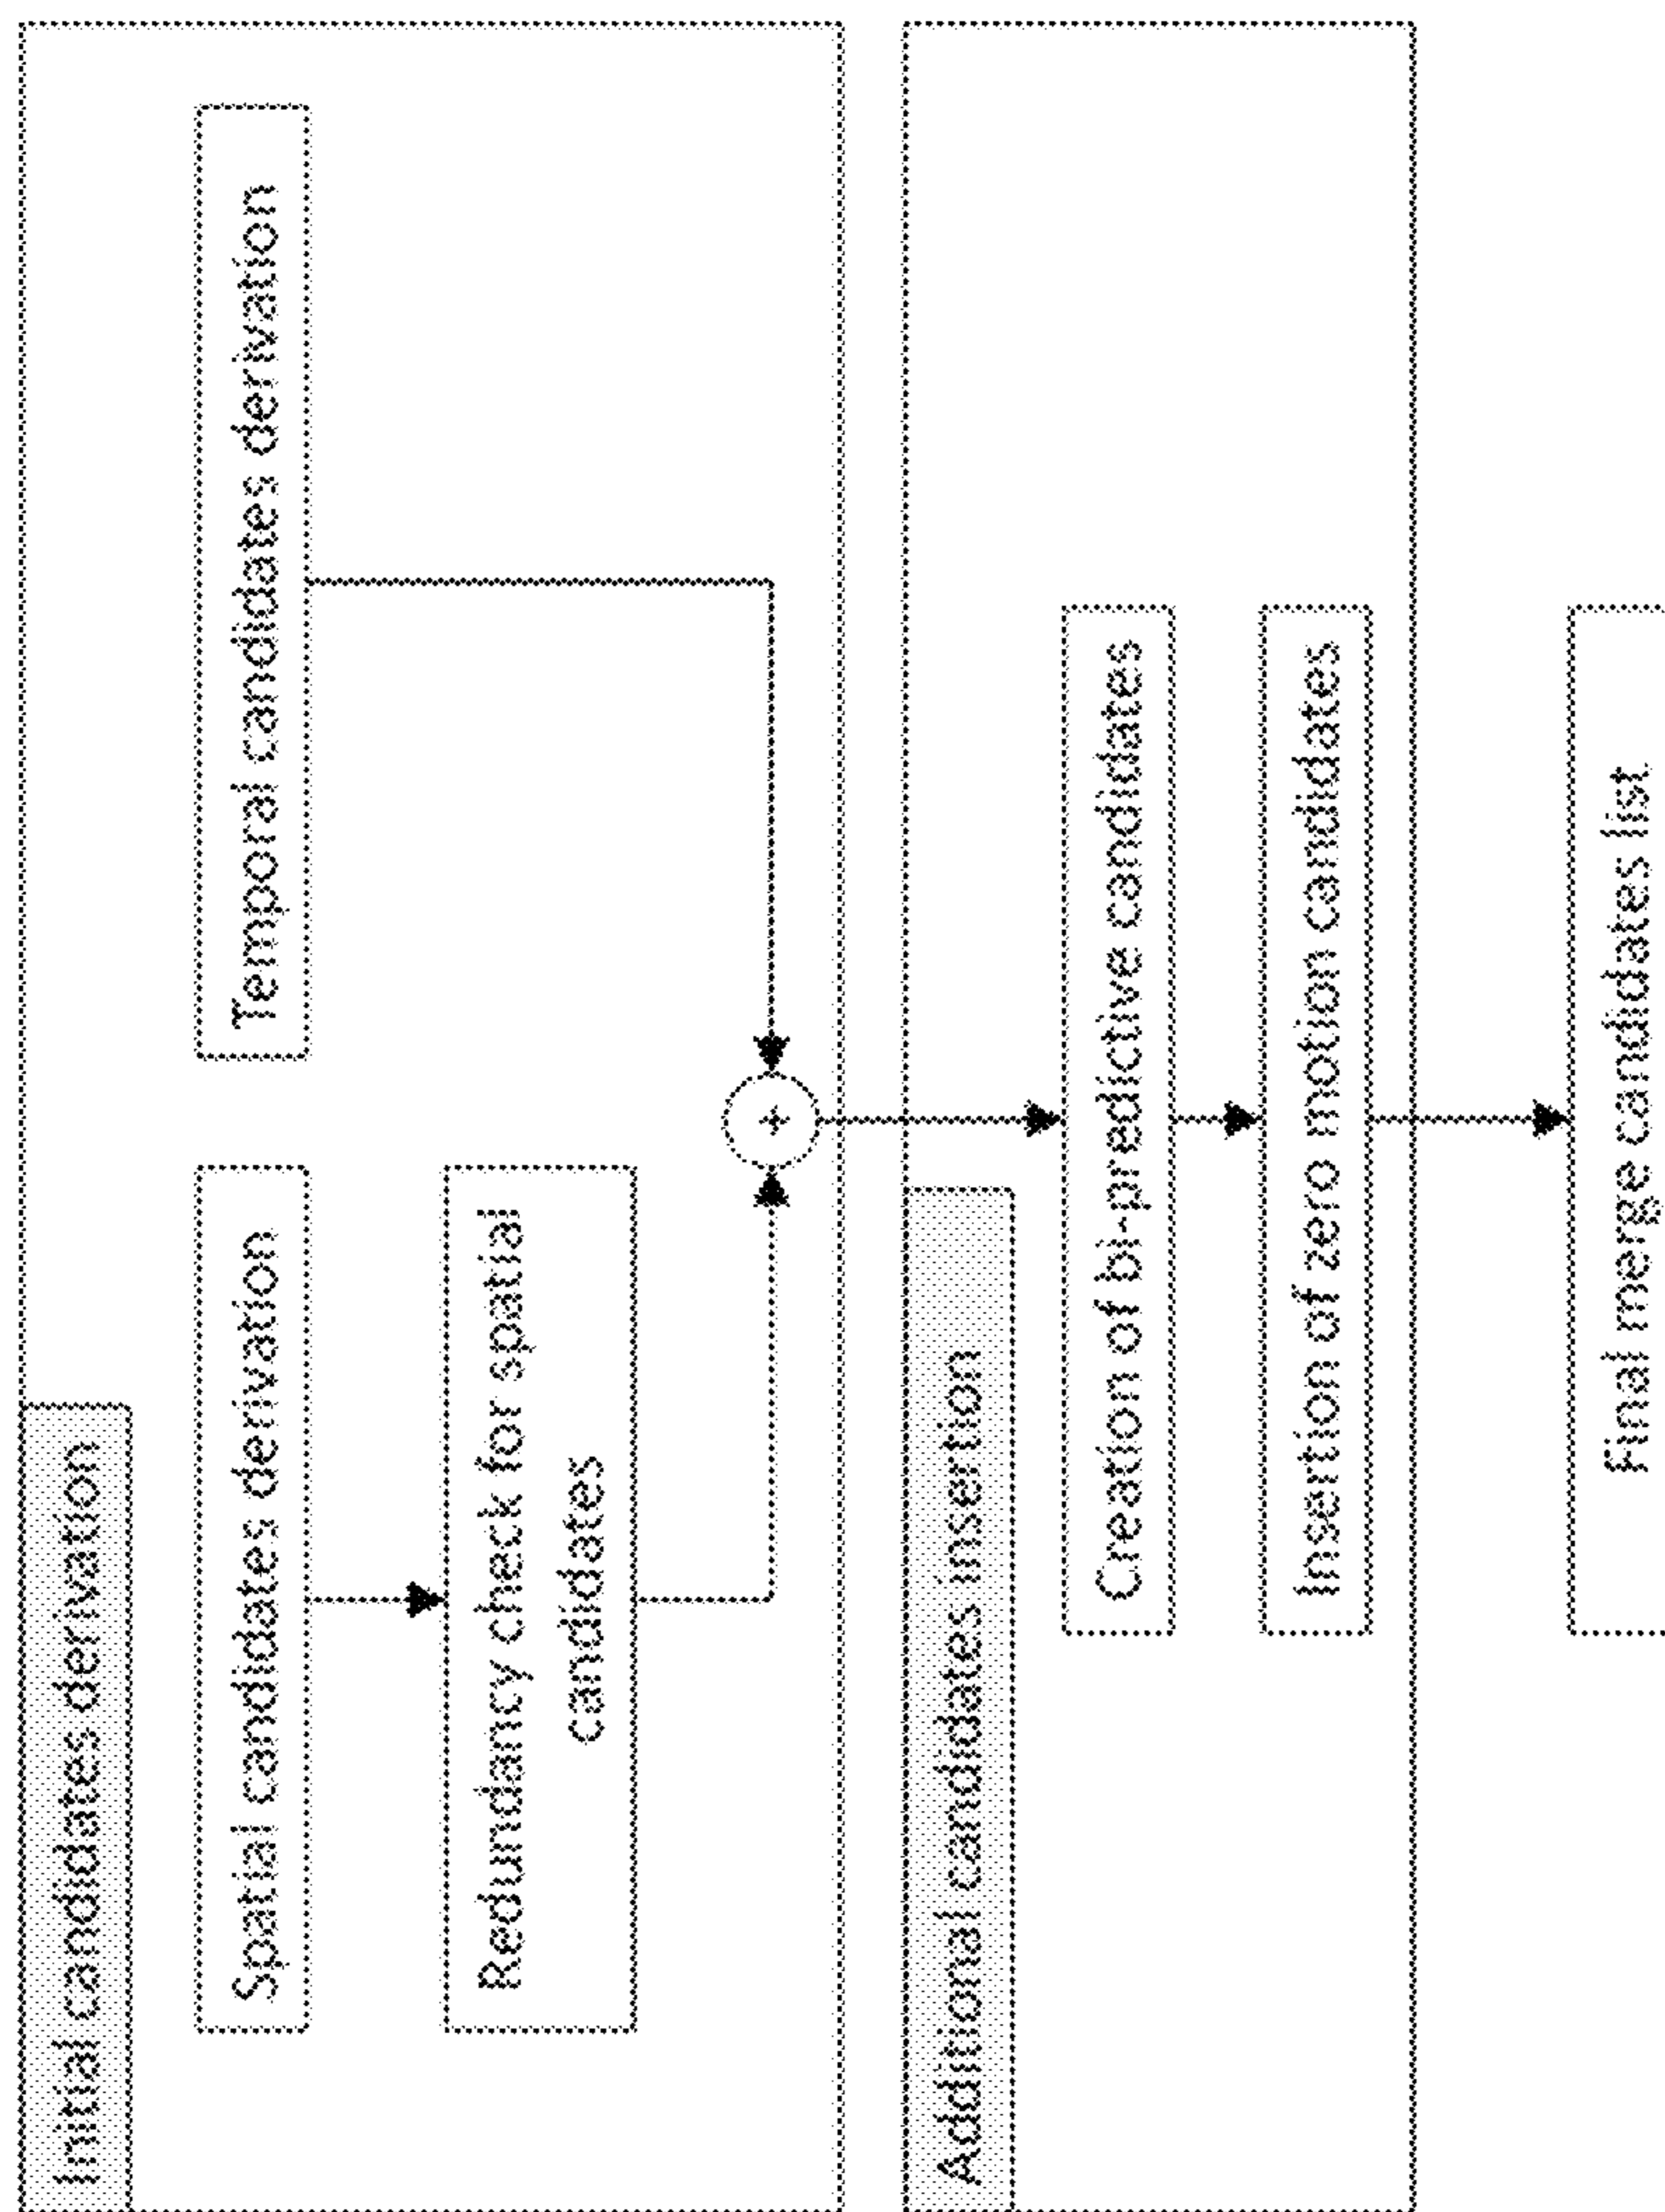 Initial candidates derivation
Spatial candidates derivation
Temporal candidates derivation
Redundancy check for spatial
candidates
+
Additional candidates insertion
Creation of bi-predictive candidates
Insertion of zero motion candidates
Final merge candidates list